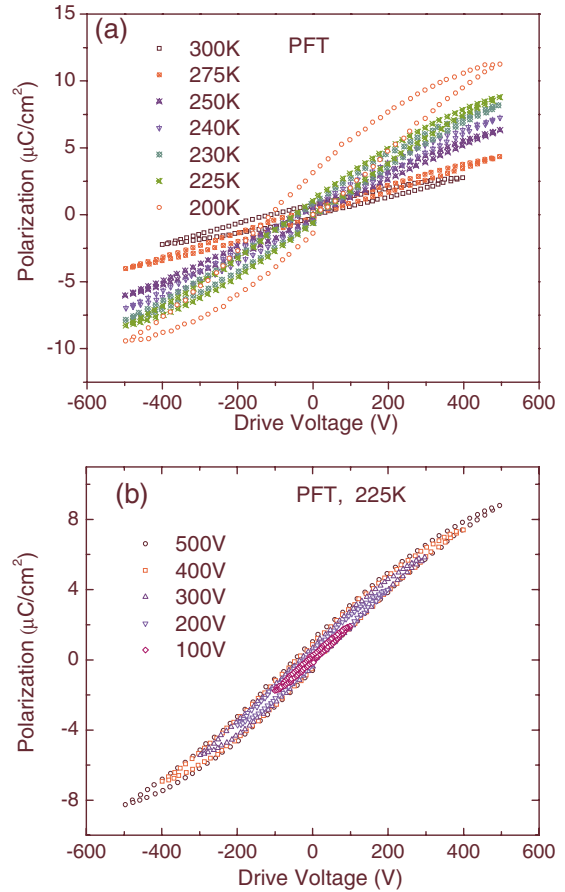 (a)
PFT
300K
275K
250K
240K
230K
225K
200K
15
10
5
0
-5
-10
Polarization (μC/cm²)
-600 -400 -200 0 200 400 600
Drive Voltage (V)
(b)
PFT, 225K
500V
400V
300V
200V
100V
8
4
0
-4
-8
Polarization (μC/cm²)
-600 -400 -200 0 200 400 600
Drive Voltage (V)